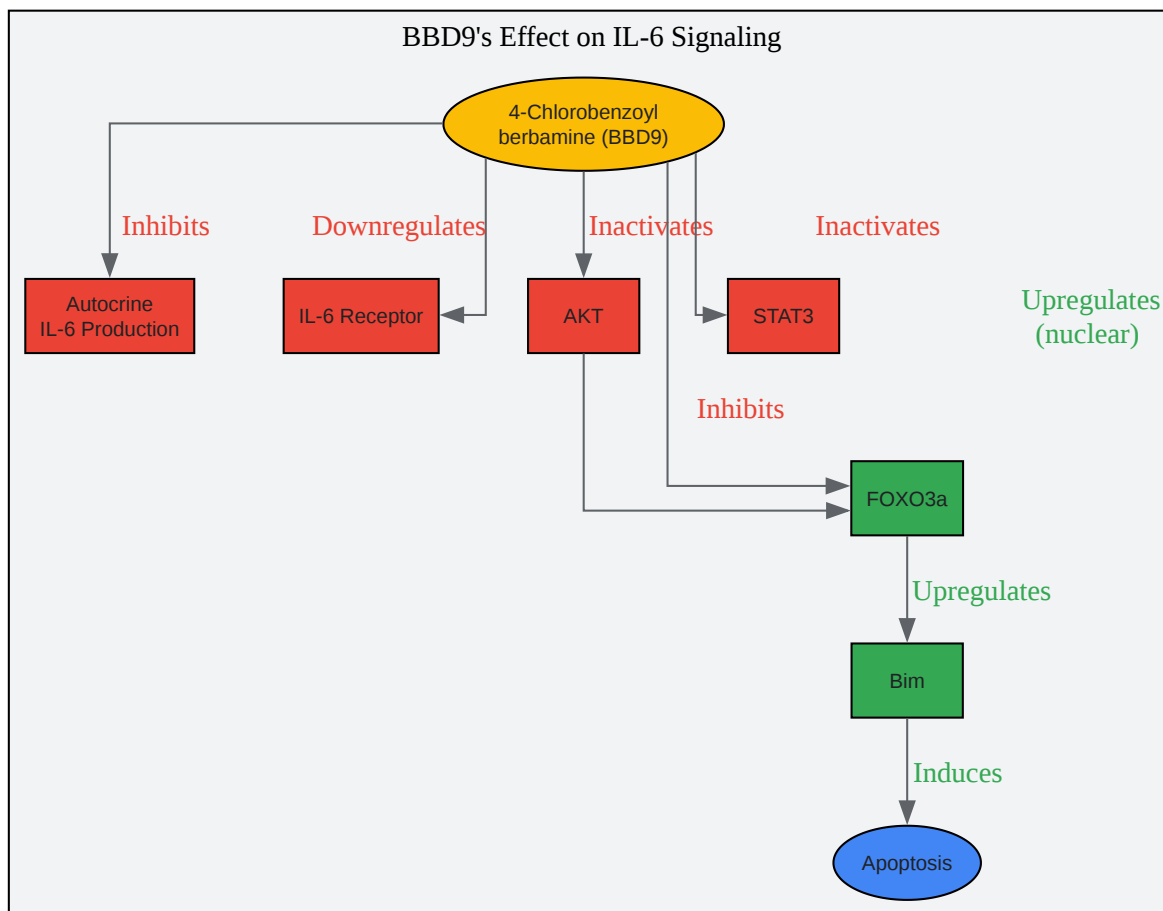 BBD9's Effect on IL-6 Signaling
4-Chlorobenzoyl
berbamine (BBD9)
Inhibits
Downregulates
Inactivates
Inactivates
Autocrine
IL-6 Production
IL-6 Receptor
AKT
STAT3
Upregulates
(nuclear)
Inhibits
FOXO3a
Upregulates
Bim
Induces
Apoptosis